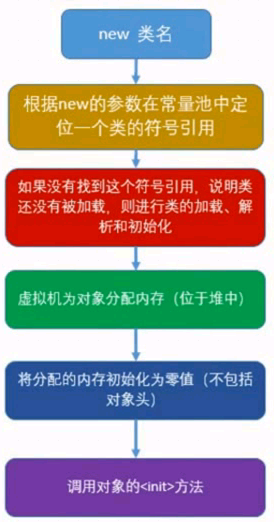 new 类名
根据new的参数在常量池中定
位一个类的符号引用
如果没有找到这个符号引用，说明类
还没有被加载，则进行类的加载、解
析和初始化
虚拟机为对象分配内存（位于堆中）
将分配的内存初始化为零值（不包括
对象头）
调用对象的<init>方法